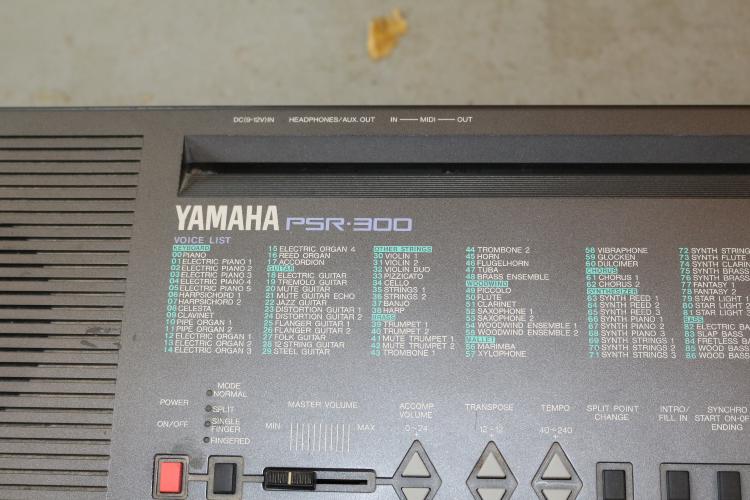 DC(9-12V)IN HEADPHONES/AUX. OUT IN MIDI OUT
YAMAHA PSR-300
VOICE LIST
KEYBOARD
00 PIANO
01 ELECTRIC PIANO 1
02 ELECTRIC PIANO 2
03 ELECTRIC PIANO 3
04 ELECTRIC PIANO 4
05 ELECTRIC PIANO 5
06 HARPSICHORD 1
07 HARPSICHORD 2
08 CELESTA
09 CLAVINET
10 PIPE ORGAN 1
11 PIPE ORGAN 2
12 ELECTRIC ORGAN 1
13 ELECTRIC ORGAN 2
14 ELECTRIC ORGAN 3
15 ELECTRIC ORGAN 4
16 REED ORGAN
17 ACCORDION
GUITAR
18 ELECTRIC GUITAR
19 TREMOLO GUITAR
20 MUTE GUITAR
21 MUTE GUITAR ECHO
22 JAZZ GUITAR
23 DISTORTION GUITAR 1
24 DISTORTION GUITAR 2
25 FLANGER GUITAR 1
26 FLANGER GUITAR 2
27 FOLK GUITAR
28 12 STRING GUITAR
29 STEEL GUITAR
OTHER STRINGS
30 VIOLIN 1
31 VIOLIN 2
32 VIOLIN DUO
33 PIZZICATO
34 CELLO
35 STRINGS 1
36 STRINGS 2
37 BANJO
38 HARP
BRASS
39 TRUMPET 1
40 TRUMPET 2
41 MUTE TRUMPET 1
42 MUTE TRUMPET 2
43 TROMBONE 1
44 TROMBONE 2
45 HORN
46 FLUGELHORN
47 TUBA
48 BRASS ENSEMBLE
WOODWIND
49 PICCOLO
50 FLUTE
51 CLARINET
52 SAXOPHONE 1
53 SAXOPHONE 2
54 WOODWIND ENSEMBLE 1
55 WOODWIND ENSEMBLE 2
MALLET
56 MARIMBA
57 XYLOPHONE
58 VIBRAPHONE
59 GLOCKEN
60 DULCIMER
CHORUS
61 CHORUS 1
62 CHORUS 2
SYNTHESIZER
63 SYNTH REED 1
64 SYNTH REED 2
65 SYNTH REED 3
66 SYNTH PIANO 1
67 SYNTH PIANO 2
68 SYNTH PIANO 3
69 SYNTH STRINGS 1
70 SYNTH STRINGS 2
71 SYNTH STRINGS 3
72 SYNTH STRING
73 SYNTH BRASS
74 SYNTH FLUTE
75 SYNTH CLARI
76 FANTASY 1
77 FANTASY 2
78 STAR LIGHT
79 STAR LIGHT
80 STAR LIGHT
BASS
82 ELECTRIC BA
83 SLAP BASS
84 FRETLESS BA
85 WOOD BASS
86 WOOD BASS
MODE
NORMAL
SPLIT
SINGLE
FINGER
FINGERED
POWER
ON/OFF
MASTER VOLUME
MIN MAX
ACCOMP
VOLUME
0~24
TRANSPOSE
12~12
TEMPO
40~240
SPLIT POINT
CHANGE
INTRO/
FILL IN
SYNCHRO
START ON·OF
ENDING